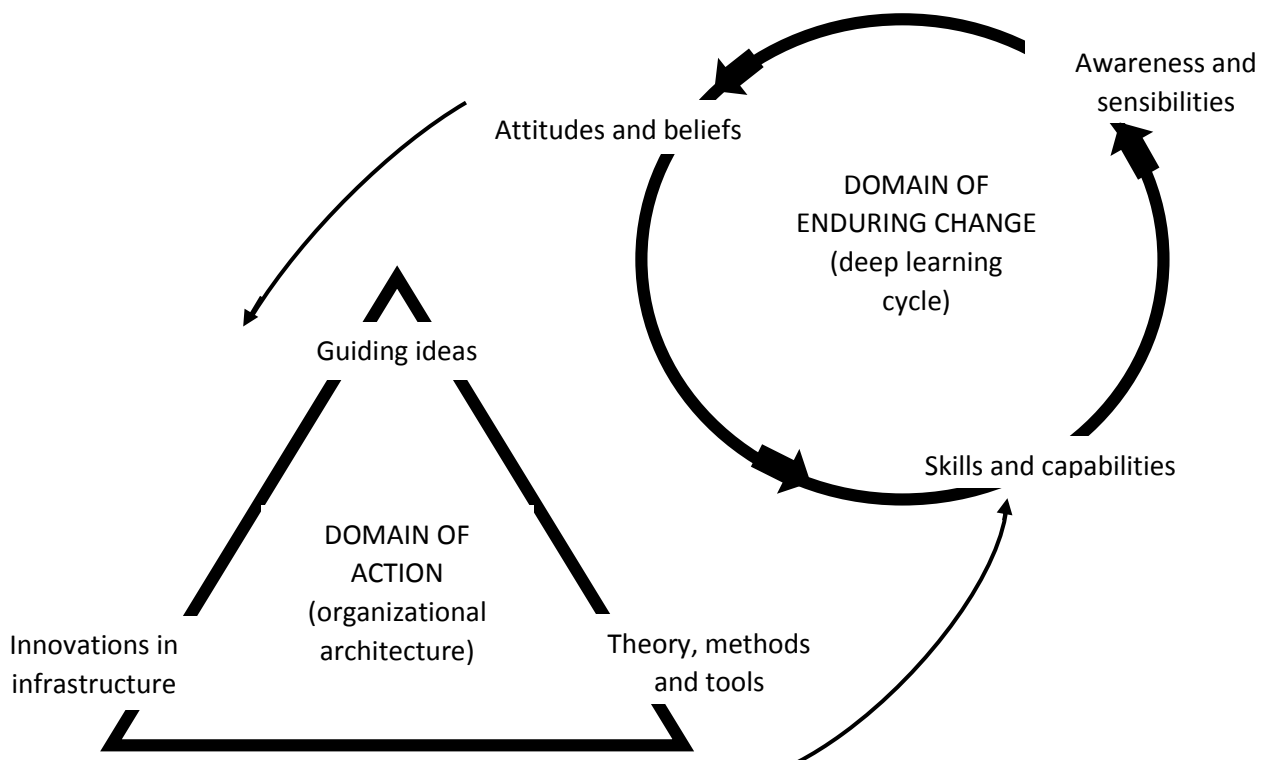 Awareness and
sensibilities
Attitudes and beliefs
DOMAIN OF
ENDURING CHANGE
(deep learning
cycle)
Skills and capabilities
Guiding ideas
DOMAIN OF
ACTION
(organizational
architecture)
Innovations in
infrastructure
Theory, methods
and tools